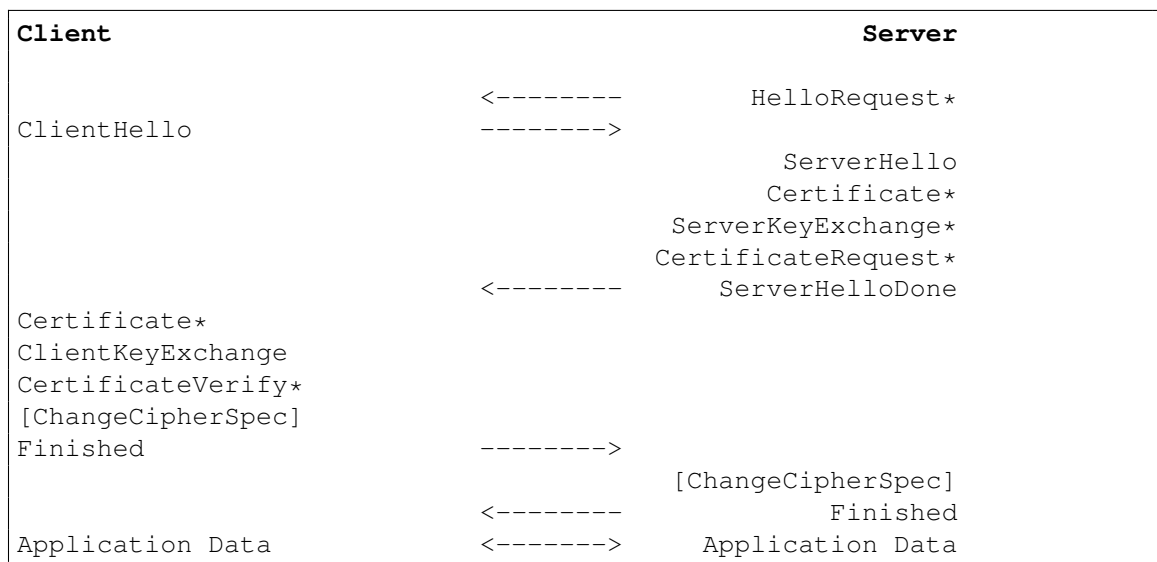 Client Server
<-------- HelloRequest*
ClientHello -------->
ServerHello
Certificate*
ServerKeyExchange*
CertificateRequest*
<-------- ServerHelloDone
Certificate*
ClientKeyExchange
CertificateVerify*
[ChangeCipherSpec]
Finished -------->
[ChangeCipherSpec]
<-------- Finished
Application Data <-------> Application Data